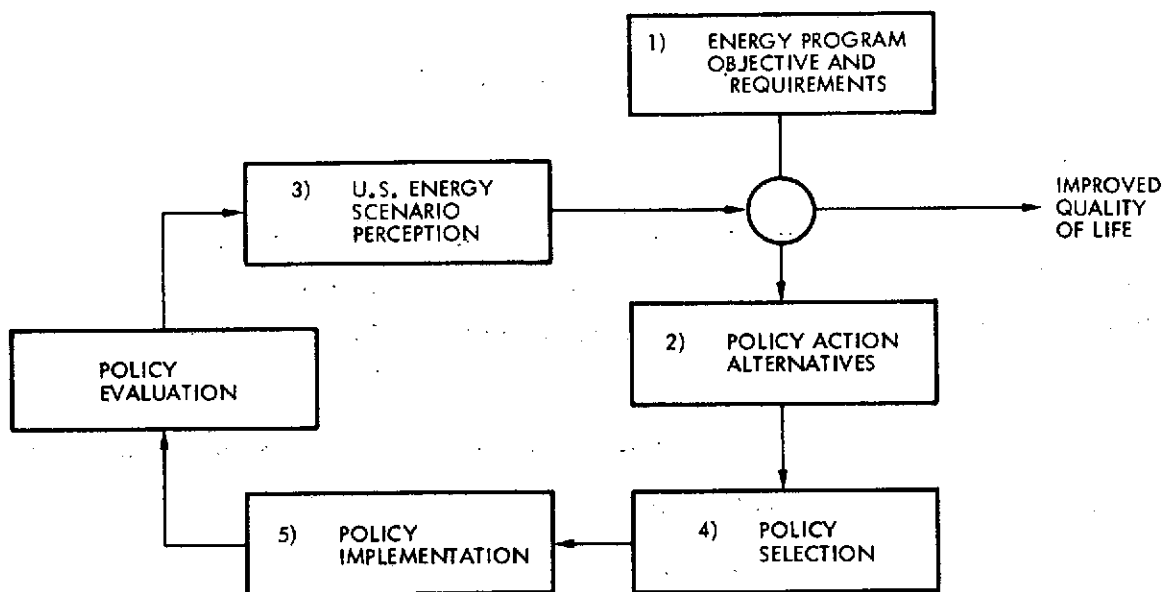 1) ENERGY PROGRAM
OBJECTIVE AND
REQUIREMENTS
3) U.S. ENERGY
SCENARIO
PERCEPTION
IMPROVED
QUALITY
OF LIFE
2) POLICY ACTION
ALTERNATIVES
POLICY
EVALUATION
4) POLICY
SELECTION
5) POLICY
IMPLEMENTATION